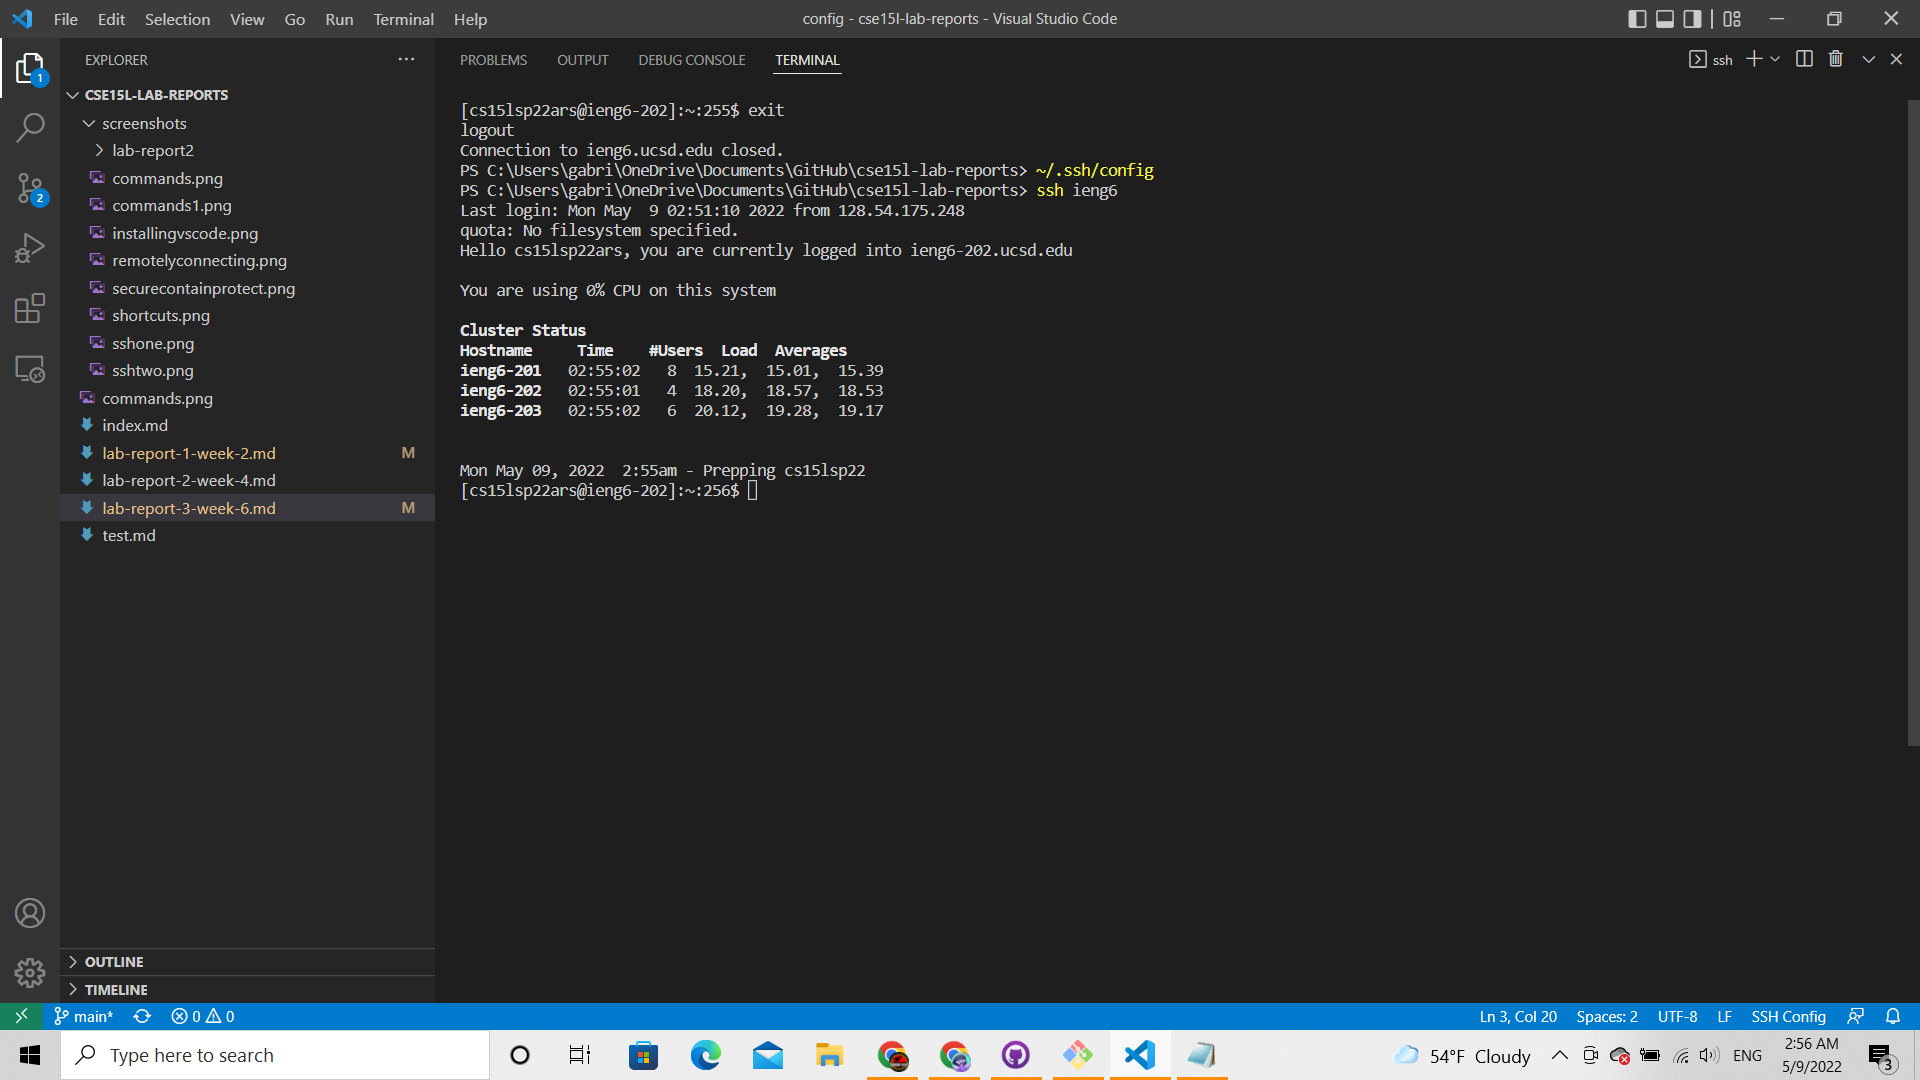 File Edit Selection View Go Run Terminal Help
config - cse15l-lab-reports - Visual Studio Code
EXPLORER
CSE15L-LAB-REPORTS
screenshots
lab-report2
commands.png
commands1.png
installingvscode.png
remotelyconnecting.png
securecontainprotect.png
shortcuts.png
sshone.png
sshtwo.png
commands.png
index.md
lab-report-1-week-2.md M
lab-report-2-week-4.md
lab-report-3-week-6.md M
test.md
OUTLINE
TIMELINE
1
2
PROBLEMS OUTPUT DEBUG CONSOLE TERMINAL
ssh
[cs15lsp22ars@ieng6-202]:~:255$ exit
logout
Connection to ieng6.ucsd.edu closed.
PS C:\Users\gabri\OneDrive\Documents\GitHub\cse15l-lab-reports> ~/.ssh/config
PS C:\Users\gabri\OneDrive\Documents\GitHub\cse15l-lab-reports> ssh ieng6
Last login: Mon May  9 02:51:10 2022 from 128.54.175.248
quota: No filesystem specified.
Hello cs15lsp22ars, you are currently logged into ieng6-202.ucsd.edu
You are using 0% CPU on this system
Cluster Status
Hostname     Time    #Users  Load  Averages
ieng6-201   02:55:02   8  15.21,  15.01,  15.39
ieng6-202   02:55:01   4  18.20,  18.57,  18.53
ieng6-203   02:55:02   6  20.12,  19.28,  19.17
Mon May 09, 2022  2:55am - Prepping cs15lsp22
[cs15lsp22ars@ieng6-202]:~:256$
main* 0 0
Ln 3, Col 20 Spaces: 2 UTF-8 LF SSH Config
Type here to search
54°F Cloudy
ENG
2:56 AM
5/9/2022
3